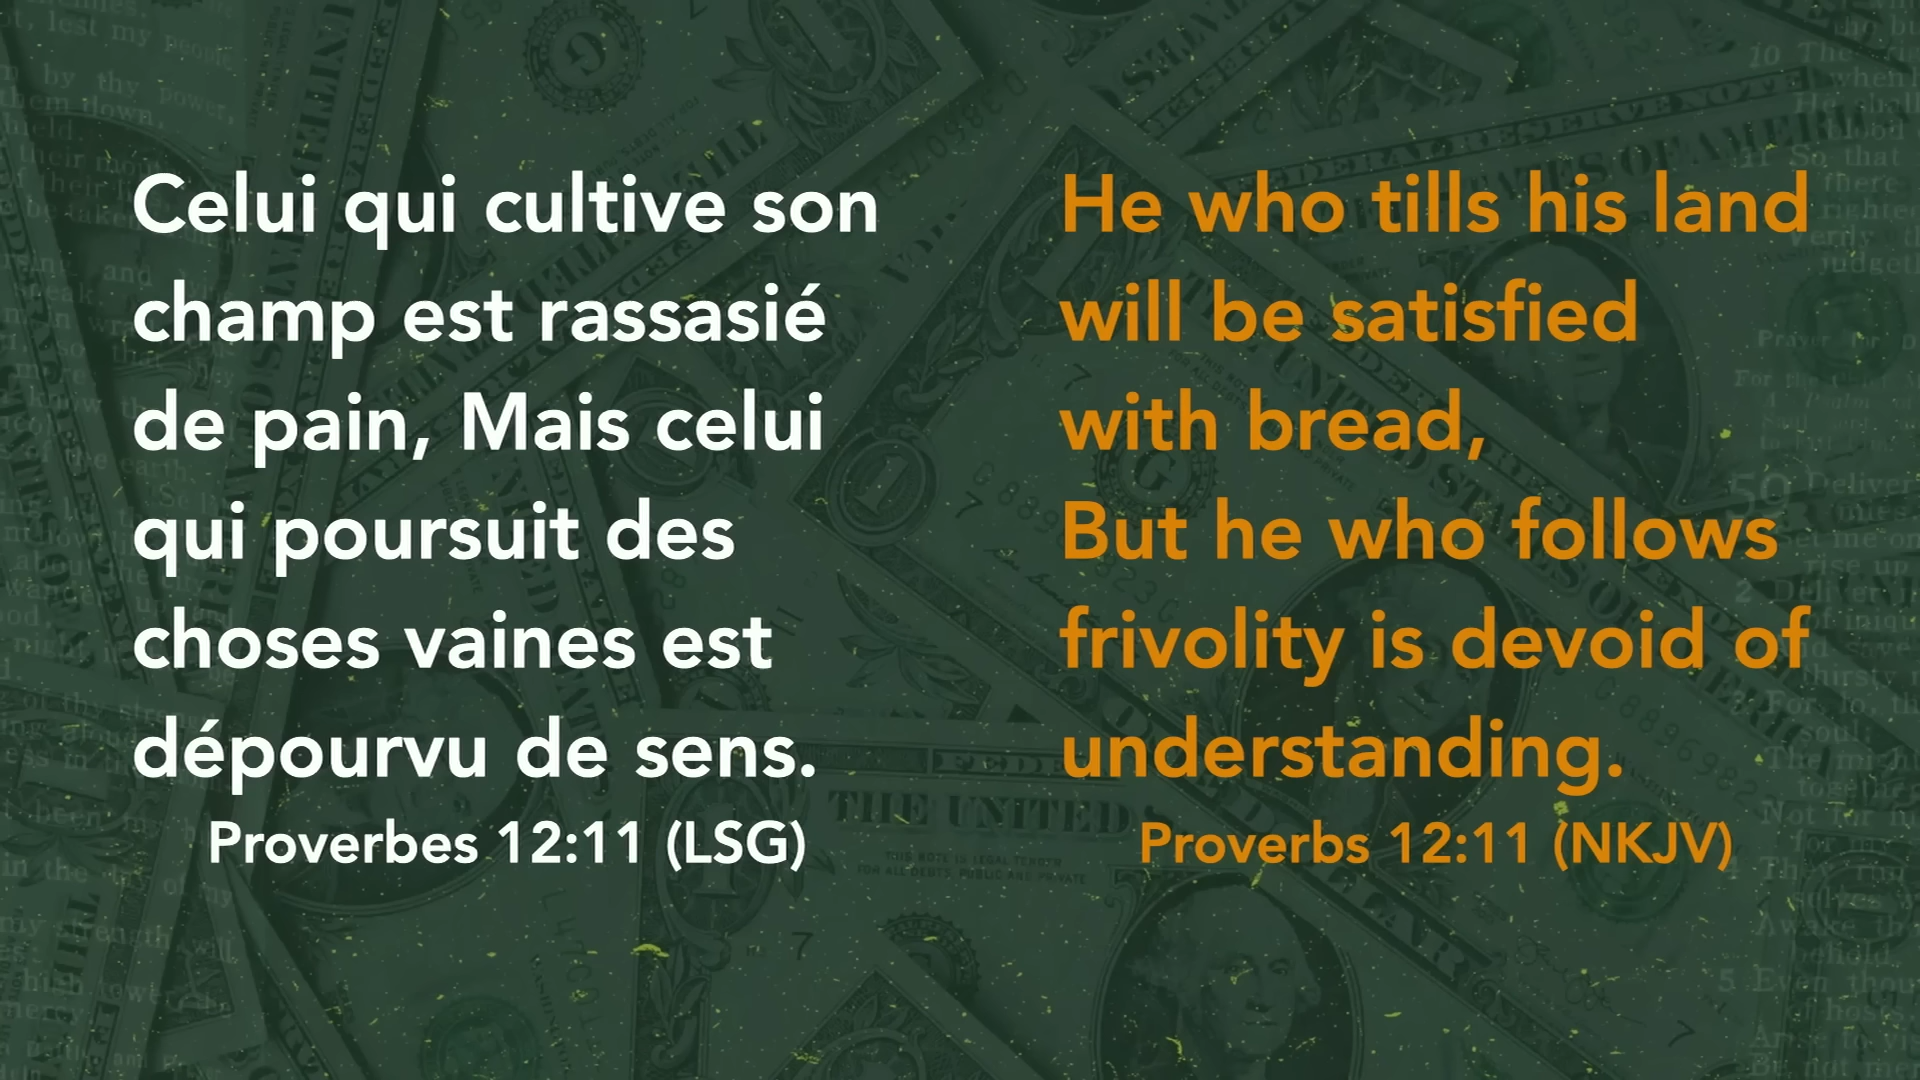 Celui qui cultive son
champ est rassasié
de pain, Mais celui
qui poursuit des
choses vaines est
dépourvu de sens.
Proverbes 12:11 (LSG)
He who tills his land
will be satisfied
with bread,
But he who follows
frivolity is devoid of
understanding.
Proverbs 12:11 (NKJV)